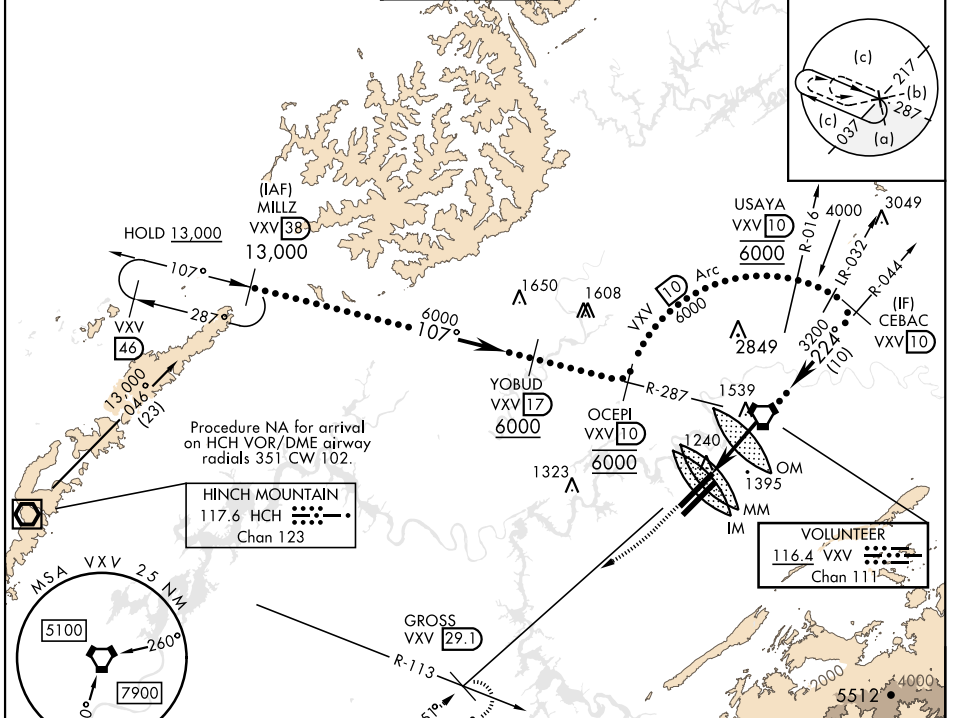 (c)
217
(b)
287
(c)
037
(a)
(IAF)
MILLZ
VXV 38
13,000
HOLD 13,000
107°
287°
VXV
46
13,000
046°
(23)
6000
107°
1650
1608
YOBUD
VXV 17
6000
OCEPI
VXV 10
6000
R-287
VXV 10 Arc
6000
USAYA
VXV 10
6000
R-016
4000
LR-032
3049
R-044
(IF)
CEBAC
VXV 10
3200
224°
(10)
2849
1539
1240
1323
OM
1395
MM
IM
Procedure NA for arrival
on HCH VOR/DME airway
radials 351 CW 102.
HINCH MOUNTAIN
117.6 HCH
Chan 123
VOLUNTEER
116.4 VXV
Chan 111
MSA VXV 25 NM
5100
260°
7900
0°
GROSS
VXV 29.1
R-113
51°
2000
4000
5512